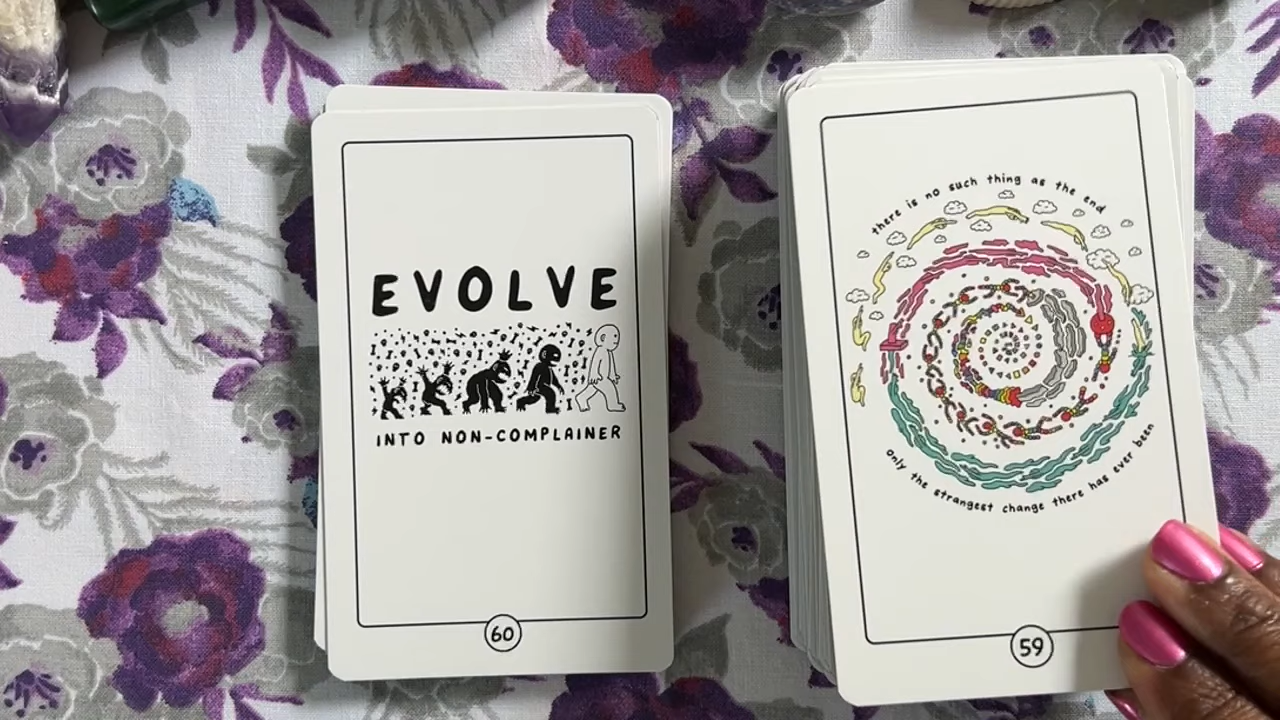 EVOLVE
INTO NON-COMPLAINER
60
there is no such thing as the end
only the strangest change there has ever been
59